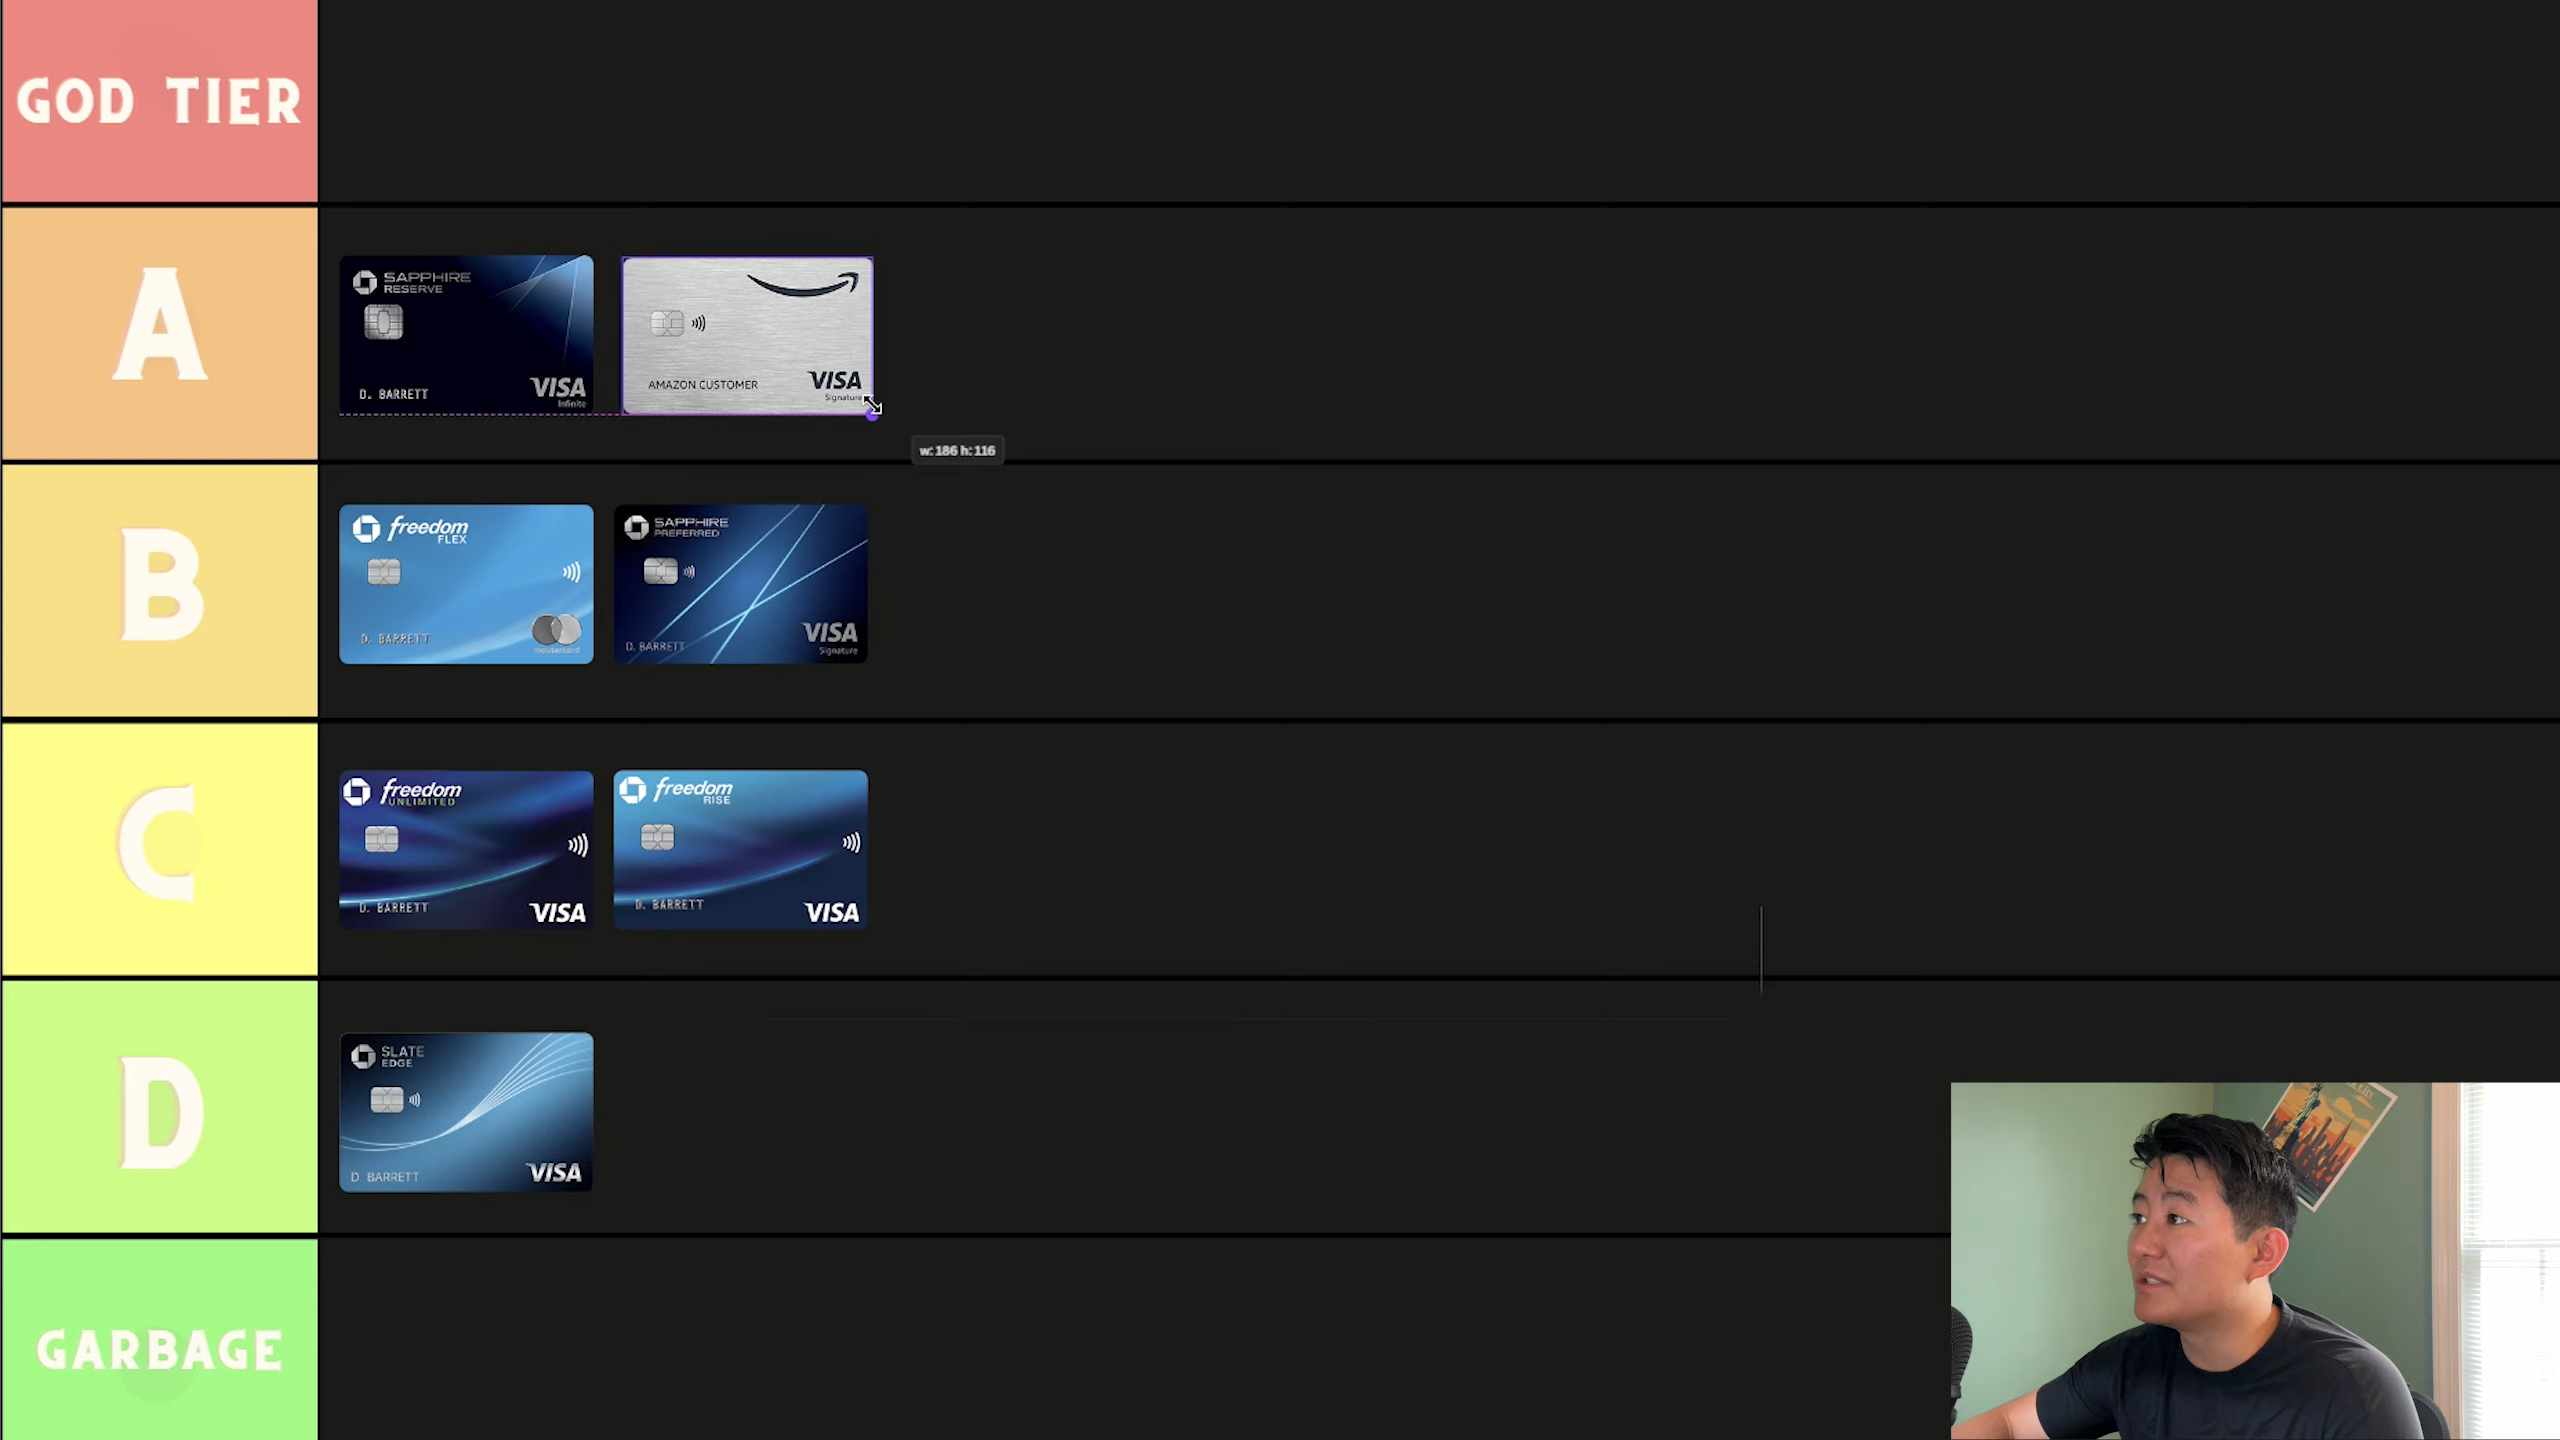 GOD TIER
A
SAPPHIRE
RESERVE
D. BARRETT
VISA
Infinite
AMAZON CUSTOMER
VISA
Signature
w: 186 h: 116
B
freedom
FLEX
D. BARRETT
mastercard
SAPPHIRE
PREFERRED
D. BARRETT
VISA
Signature
C
freedom
UNLIMITED
D. BARRETT
VISA
freedom
RISE
D. BARRETT
VISA
D
SLATE
EDGE
D. BARRETT
VISA
GARBAGE